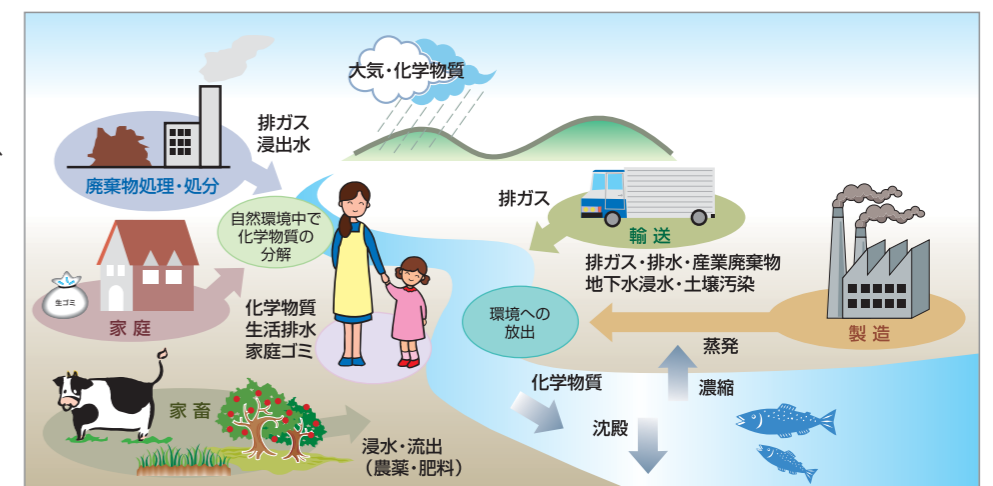 大気・化学物質
排ガス
浸出水
廃棄物処理・処分
自然環境中で
化学物質の
分解
排ガス
輸送
排ガス・排水・産業廃棄物
地下水浸水・土壌汚染
生ゴミ
家庭
化学物質
生活排水
家庭ゴミ
環境への
放出
製造
蒸発
化学物質
濃縮
沈殿
家畜
浸水・流出
（農薬・肥料）